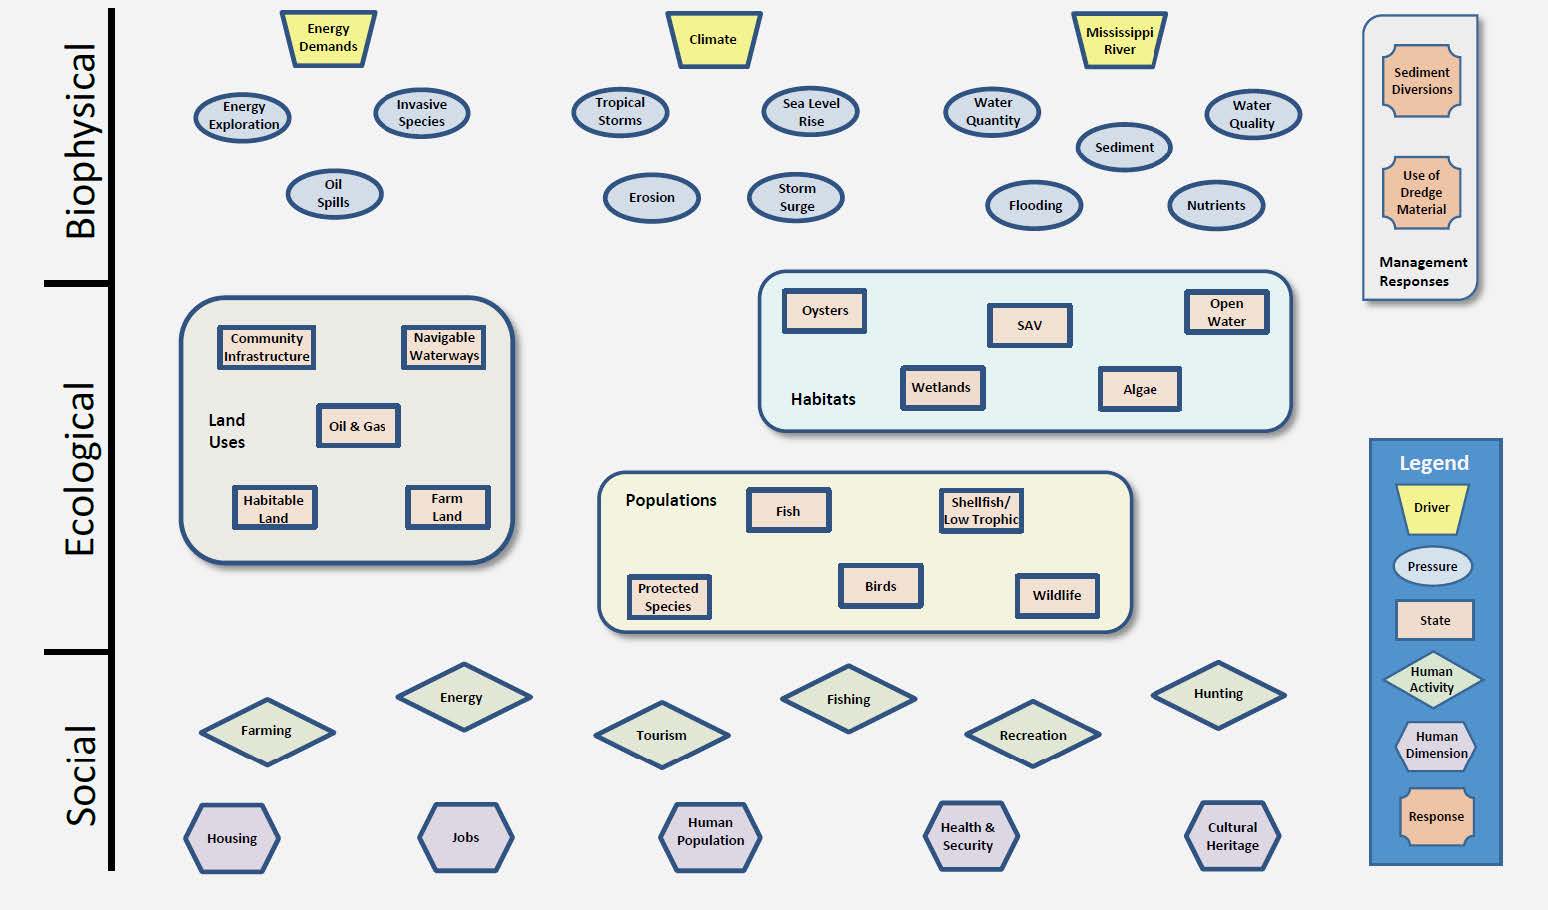 Biophysical
Energy
Demands
Climate
Mississippi
River
Energy
Exploration
Invasive
Species
Oil
Spills
Tropical
Storms
Sea Level
Rise
Erosion
Storm
Surge
Water
Quantity
Sediment
Water
Quality
Flooding
Nutrients
Sediment
Diversions
Use of
Dredge
Material
Management
Responses
Ecological
Community
Infrastructure
Navigable
Waterways
Land
Uses
Oil & Gas
Habitable
Land
Farm
Land
Oysters
SAV
Open
Water
Wetlands
Algae
Habitats
Populations
Fish
Shellfish/
Low Trophic
Protected
Species
Birds
Wildlife
Social
Farming
Energy
Tourism
Fishing
Recreation
Hunting
Housing
Jobs
Human
Population
Health &
Security
Cultural
Heritage
Legend
Driver
Pressure
State
Human
Activity
Human
Dimension
Response